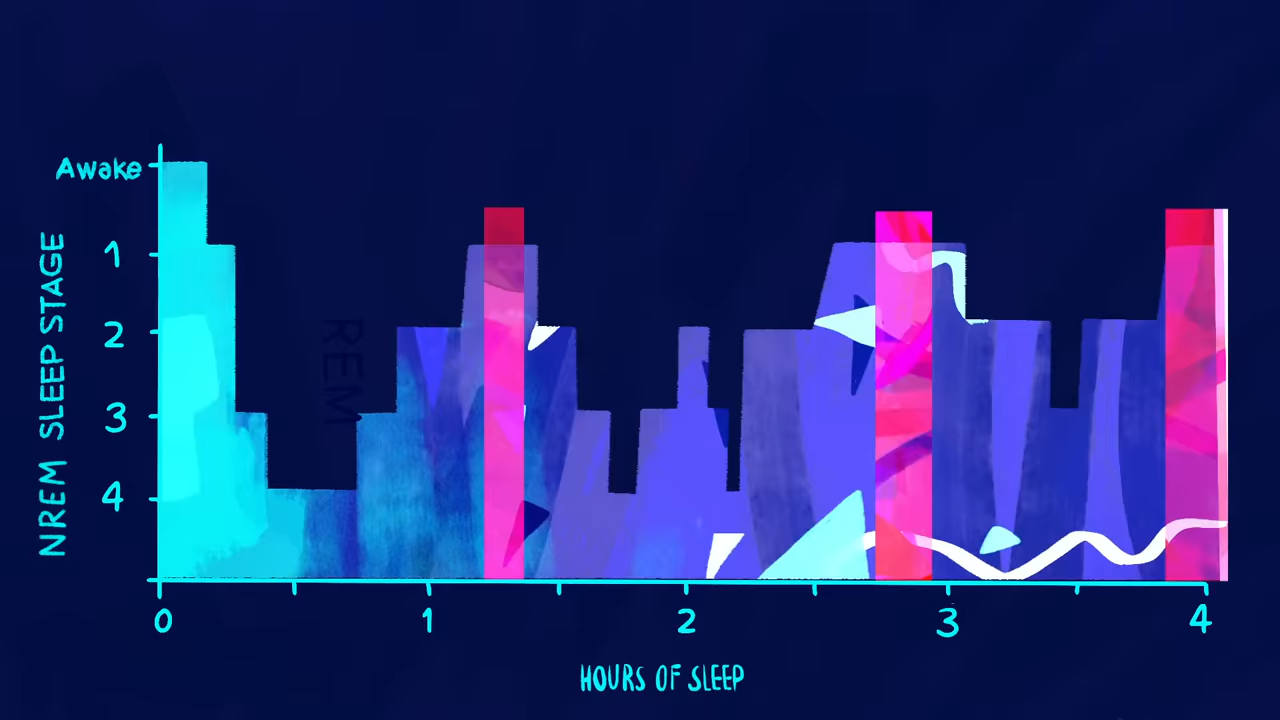 Awake
1
2
3
4
NREM SLEEP STAGE
REM
0 1 2 3 4
HOURS OF SLEEP